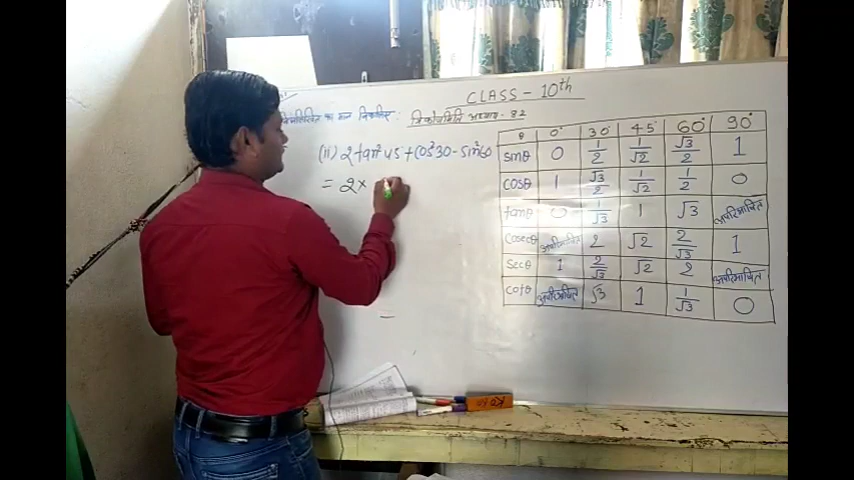 CLASS - 10th
त्रिकोणमिति अध्याय - 8.2
का मान निकालिए :
(ii) 2 tan²45 + cos²30 - sin²60
= 2×
θ 0° 30° 45° 60° 90°
sinθ 0 1/2 1/√2 √3/2 1
cosθ 1 √3/2 1/√2 1/2 0
tanθ 0 1/√3 1 √3 अपरिभाषित
cosecθ अपरिभाषित 2 √2 2/√3 1
secθ 1 2/√3 √2 2 अपरिभाषित
cotθ अपरिभाषित √3 1 1/√3 0